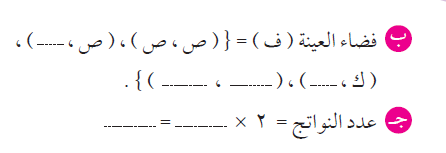 ب فضاء العينة ( ف ) = { ( ص ، ص ) ، ( ص ، ......... ) ،
( ك ، ......... ) ، ( ......... ، ......... ) } .
جـ عدد النواتج = ٢ × ......... = .........